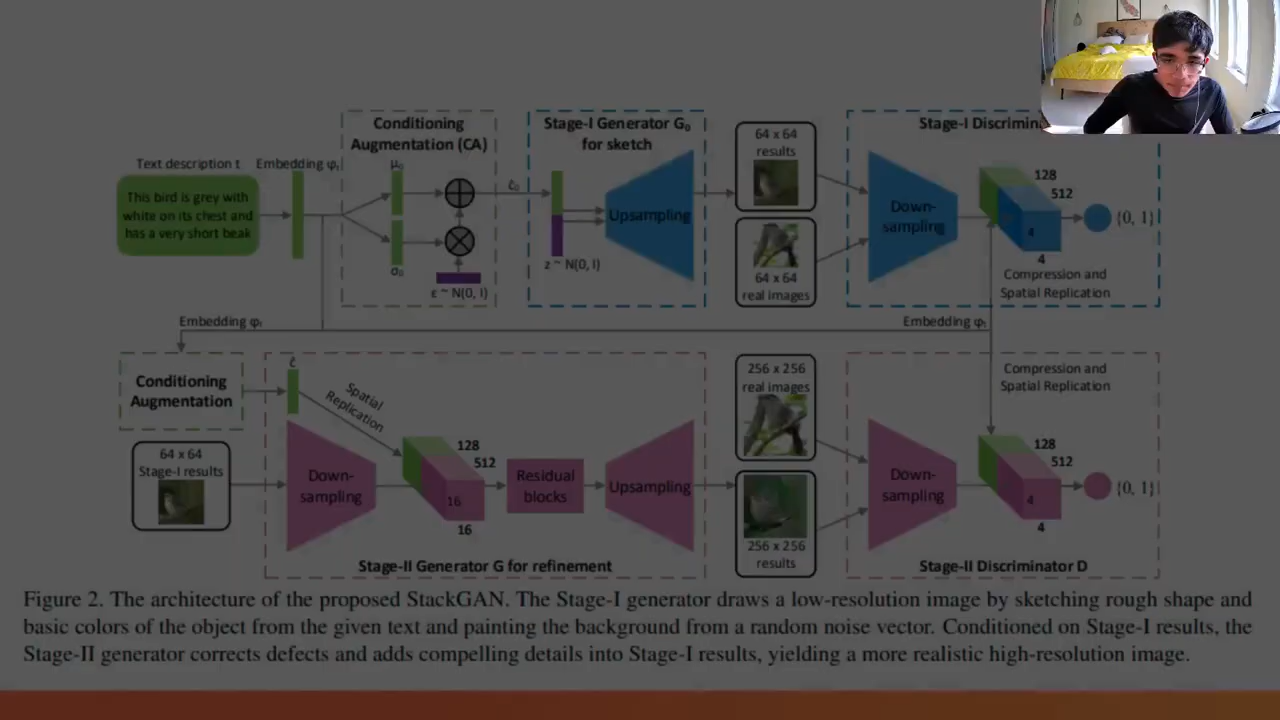 Conditioning
Augmentation (CA)
Stage-I Generator G₀
for sketch
64 x 64
results
Stage-I
Text description t
Embedding φₜ
μ₀
This bird is grey with
white on its chest and
has a very short beak
ĉ₀
Upsampling
Down-
sampling
128
512
4
4
{0, 1}
σ₀
ε ~ N(0, I)
z ~ N(0, I)
64 x 64
real images
Compression and
Spatial Replication
Embedding φₜ
Embedding φₜ
Conditioning
Augmentation
ĉ
Spatial
Replication
256 x 256
real images
Compression and
Spatial Replication
64 x 64
Stage-I results
Down-
sampling
128
512
16
16
Residual
blocks
Upsampling
256 x 256
results
Down-
sampling
128
512
4
4
{0, 1}
Stage-II Generator G for refinement
Stage-II Discriminator D
Figure 2. The architecture of the proposed StackGAN. The Stage-I generator draws a low-resolution image by sketching rough shape and
basic colors of the object from the given text and painting the background from a random noise vector. Conditioned on Stage-I results, the
Stage-II generator corrects defects and adds compelling details into Stage-I results, yielding a more realistic high-resolution image.